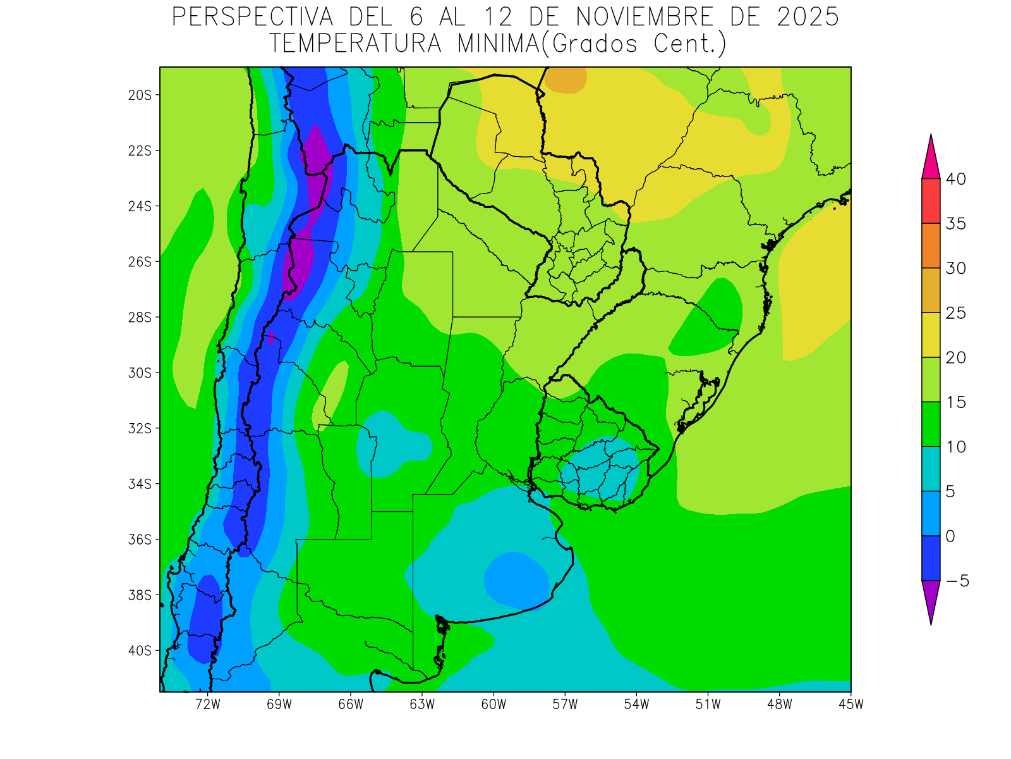 PERSPECTIVA DEL 6 AL 12 DE NOVIEMBRE DE 2025
TEMPERATURA MINIMA(Grados Cent.)
20S
22S
24S
26S
28S
30S
32S
34S
36S
38S
40S
72W
69W
66W
63W
60W
57W
54W
51W
48W
45W
40
35
30
25
20
15
10
5
0
−5